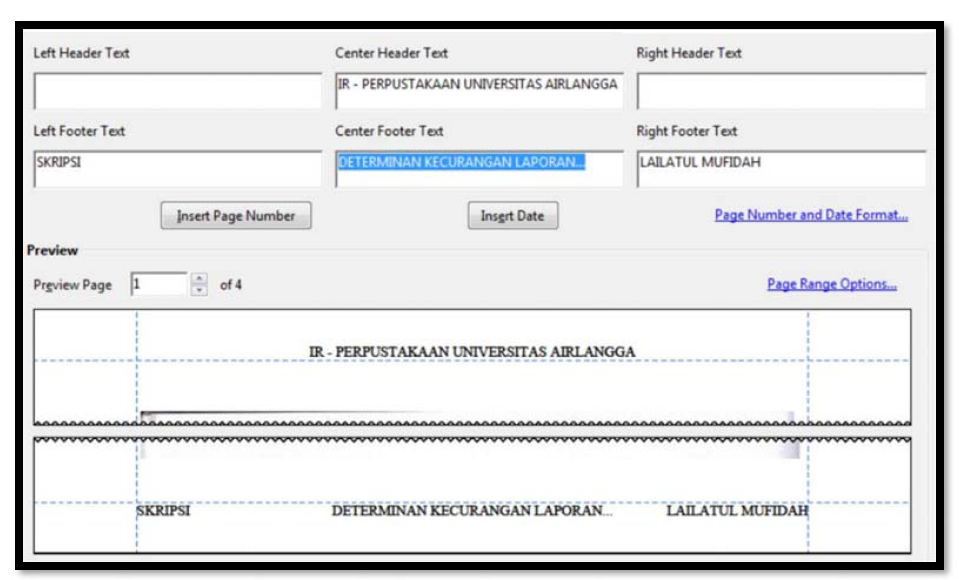 Left Header Text Center Header Text Right Header Text
IR - PERPUSTAKAAN UNIVERSITAS AIRLANGGA
Left Footer Text Center Footer Text Right Footer Text
SKRIPSI DETERMINAN KECURANGAN LAPORAN... LAILATUL MUFIDAH
Insert Page Number Insert Date Page Number and Date Format...
Preview
Preview Page 1 of 4 Page Range Options...
IR - PERPUSTAKAAN UNIVERSITAS AIRLANGGA
SKRIPSI DETERMINAN KECURANGAN LAPORAN... LAILATUL MUFIDAH